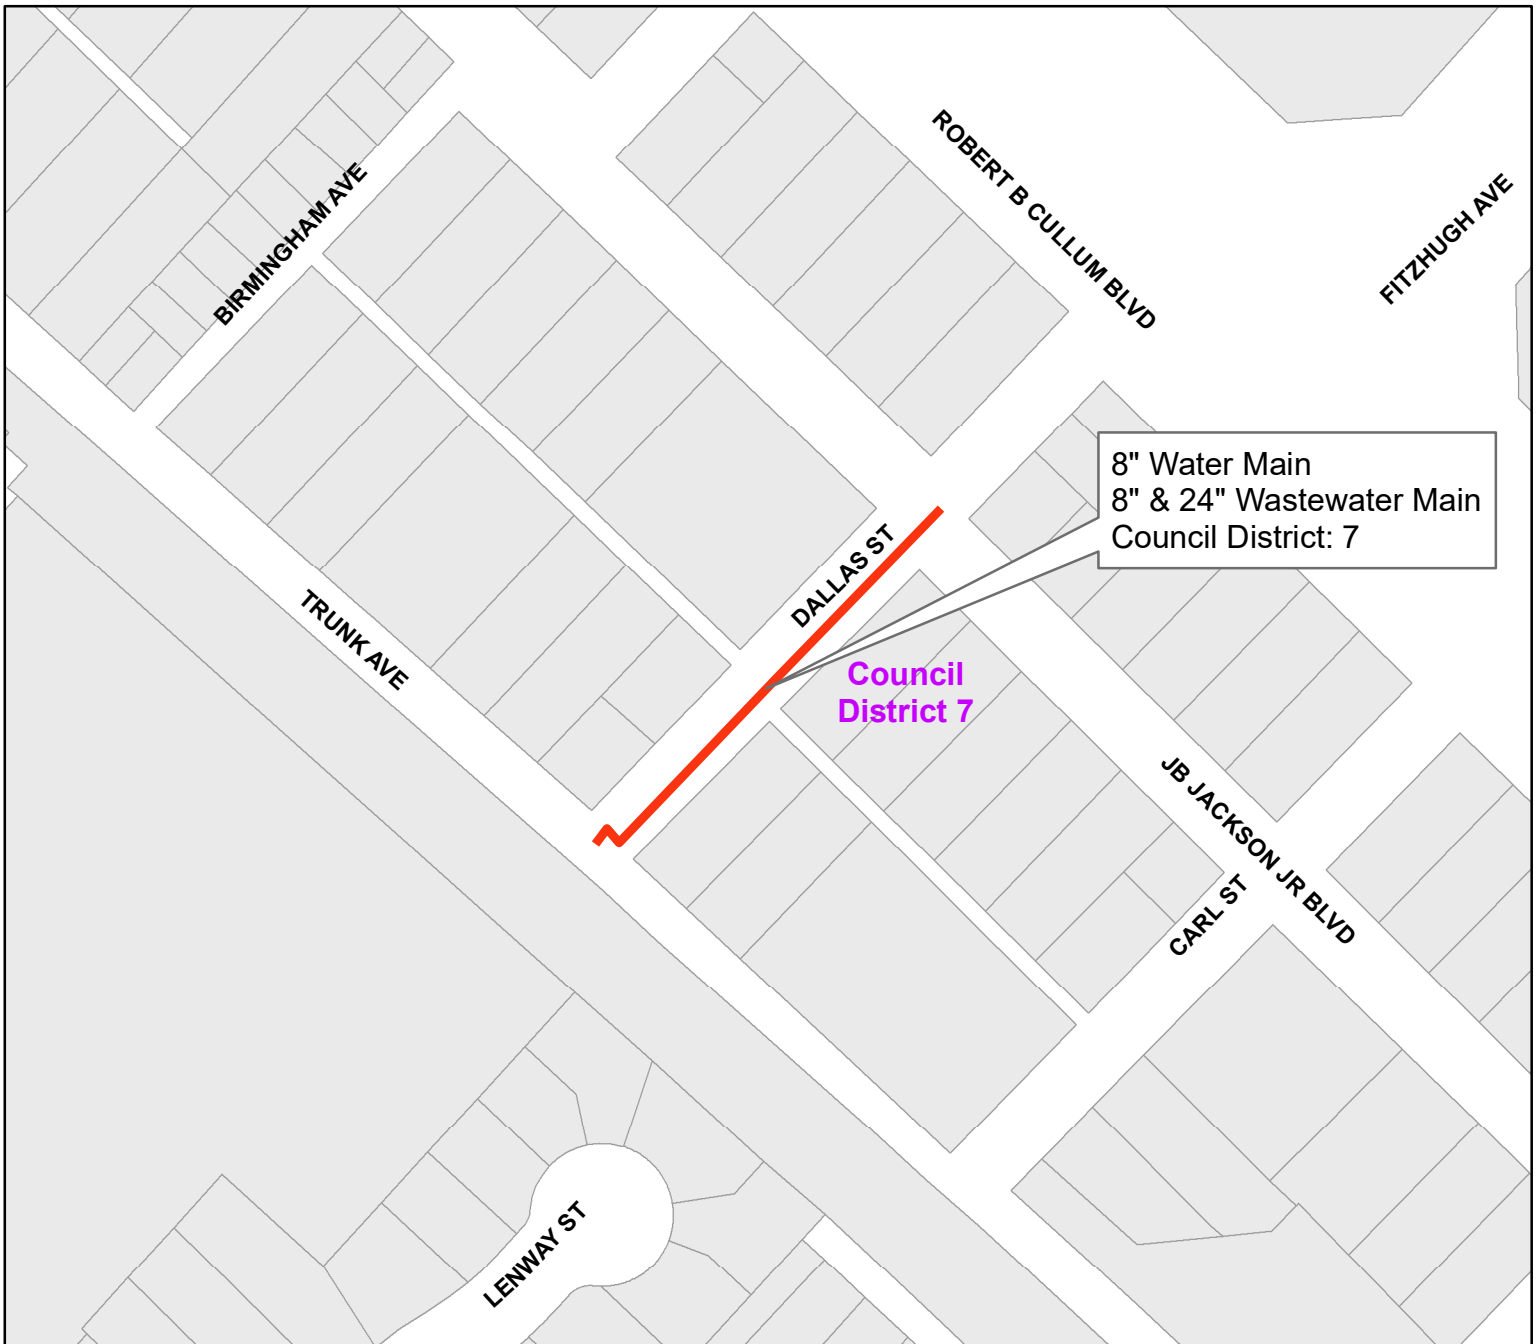 ROBERT B CULLUM BLVD
FITZHUGH AVE
BIRMINGHAM AVE
8" Water Main
8" & 24" Wastewater Main
Council District: 7
DALLAS ST
TRUNK AVE
Council
District 7
JB JACKSON JR BLVD
CARL ST
LENWAY ST